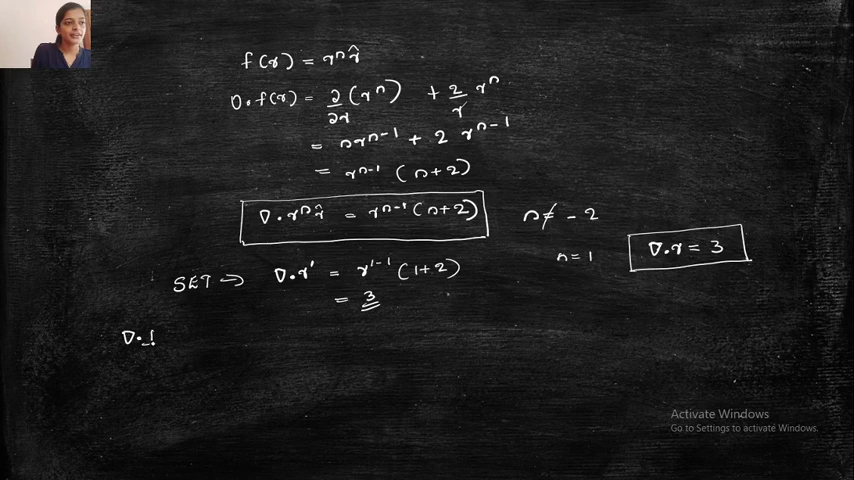 f(r) = rⁿ r̂
∇·f(r) = ∂/∂r (rⁿ) + 2/r rⁿ
= nrⁿ⁻¹ + 2 rⁿ⁻¹
= rⁿ⁻¹ (n+2)
∇·rⁿ r̂ = rⁿ⁻¹ (n+2) n ≠ -2
n=1 ∇·r = 3
SET → ∇·r¹ = r¹⁻¹ (1+2)
= 3
∇·
Activate Windows
Go to Settings to activate Windows.